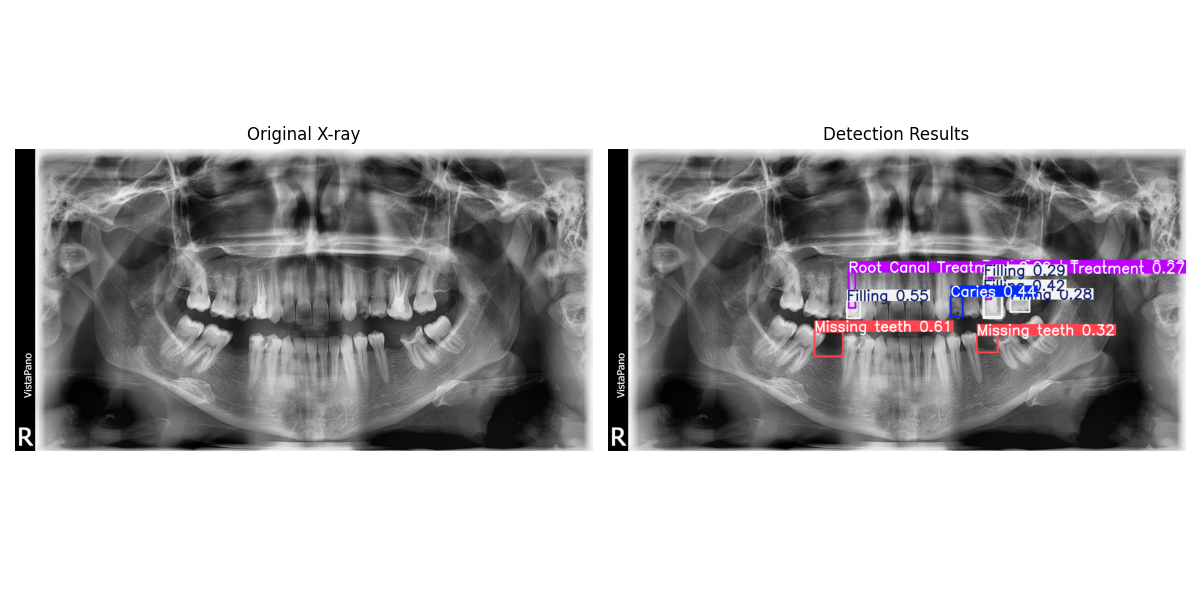 Original X-ray
Detection Results
Root Canal Treatm
Treatment 0.27
Filling 0.29
Filling 0.42
Filling 0.55
Caries 0.44
0.28
Missing teeth 0.61
Missing teeth 0.32
VistaPano
R
VistaPano
R